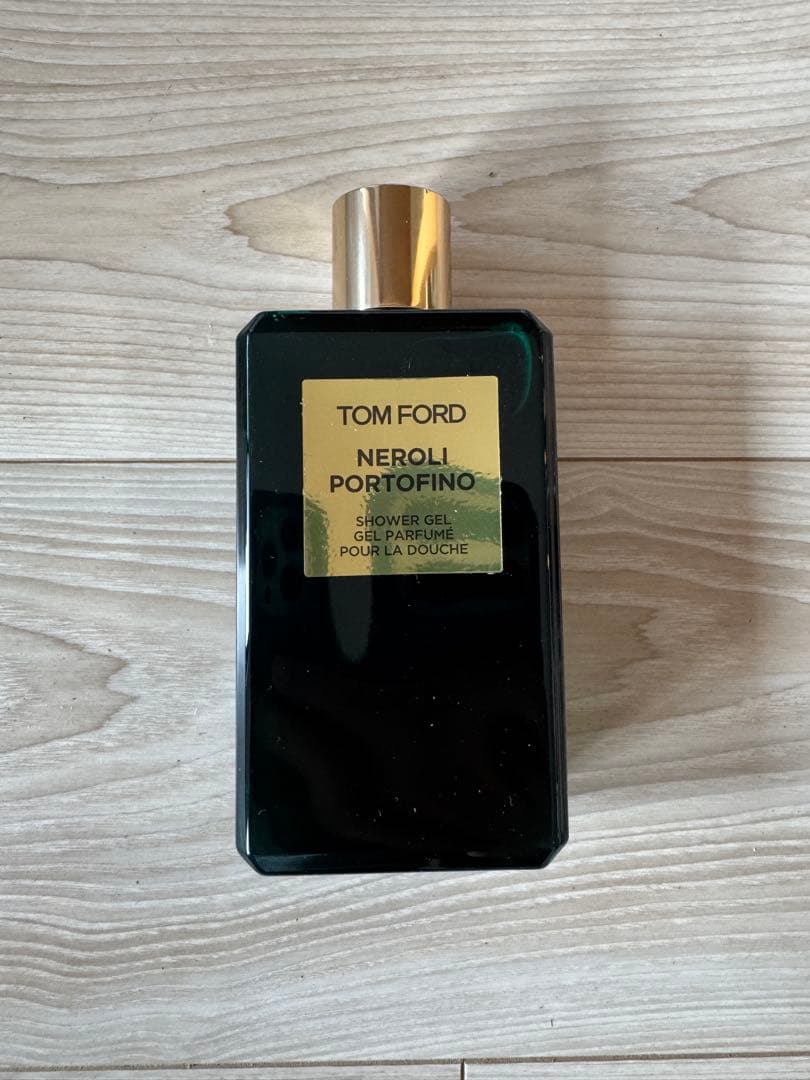 TOM FORD
NEROLI
PORTOFINO
SHOWER GEL
GEL PARFUMÉ
POUR LA DOUCHE